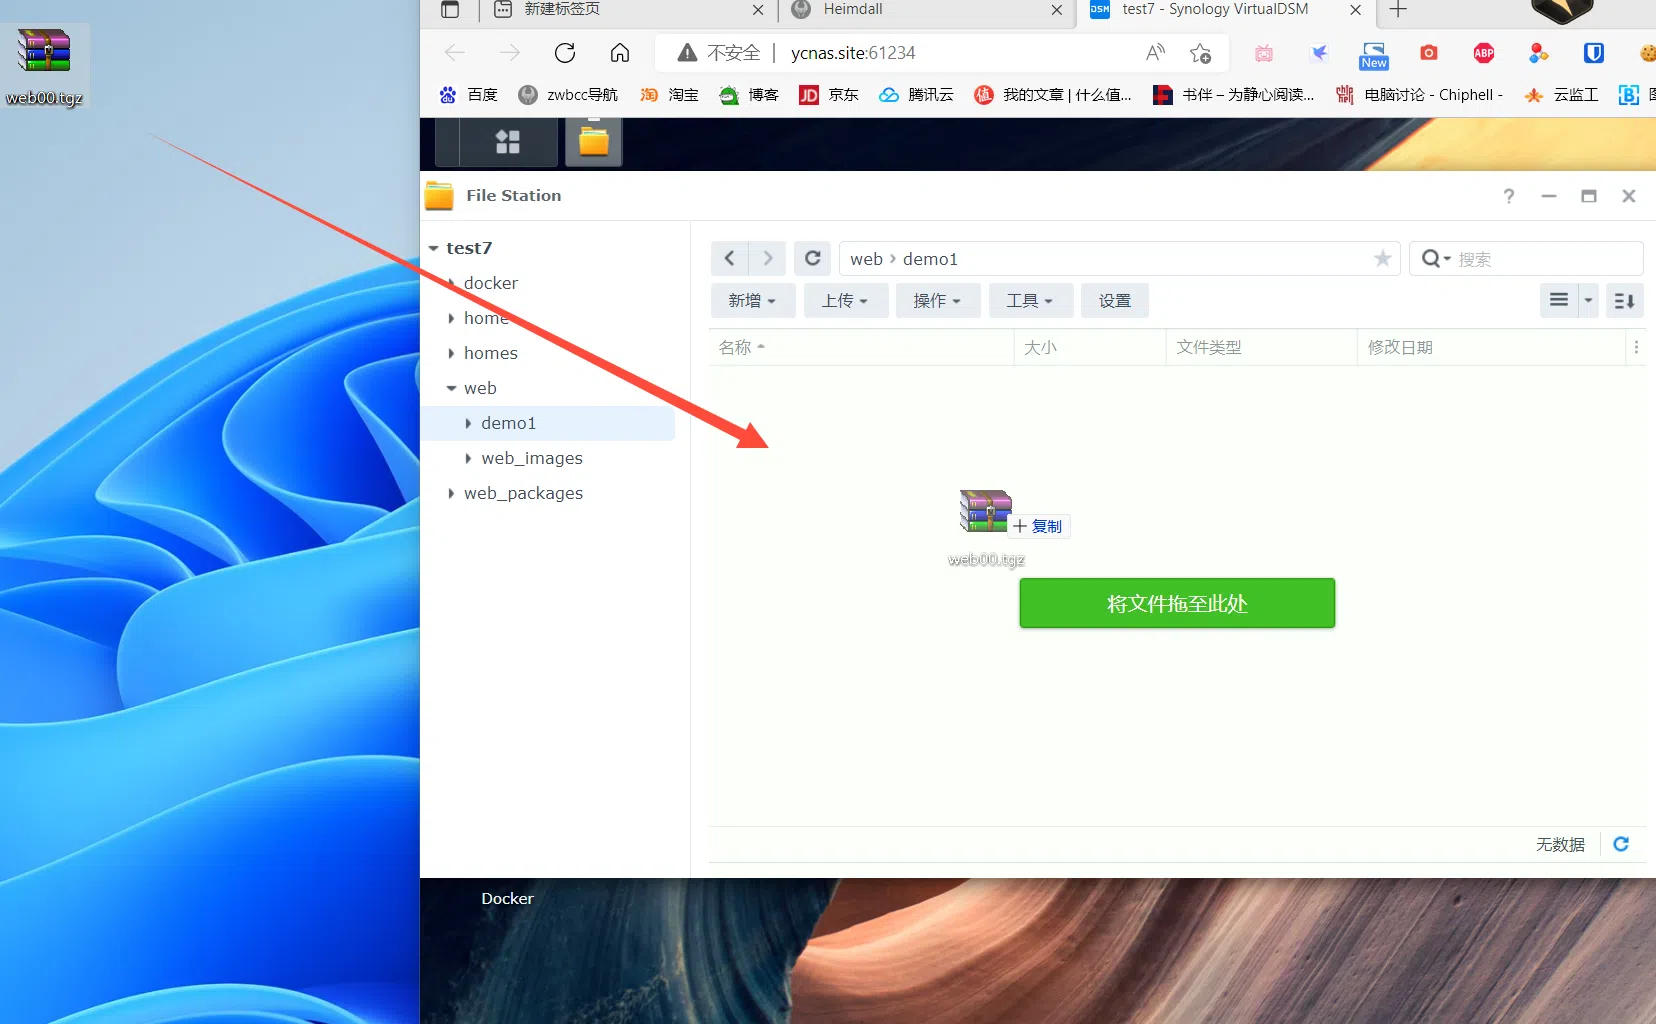 web00.tgz
新建标签页
Heimdall
DSM
test7 - Synology VirtualDSM
不安全
ycnas.site:61234
New
ABP
百度
zwbcc导航
淘
淘宝
博客
JD
京东
腾讯云
值
我的文章 | 什么值...
书伴 – 为静心阅读...
电脑讨论 - Chiphell -
云监工
File Station
test7
docker
home
homes
web
demo1
web_images
web_packages
web › demo1
搜索
新增
上传
操作
工具
设置
名称
大小
文件类型
修改日期
+ 复制
web00.tgz
将文件拖至此处
无数据
Docker